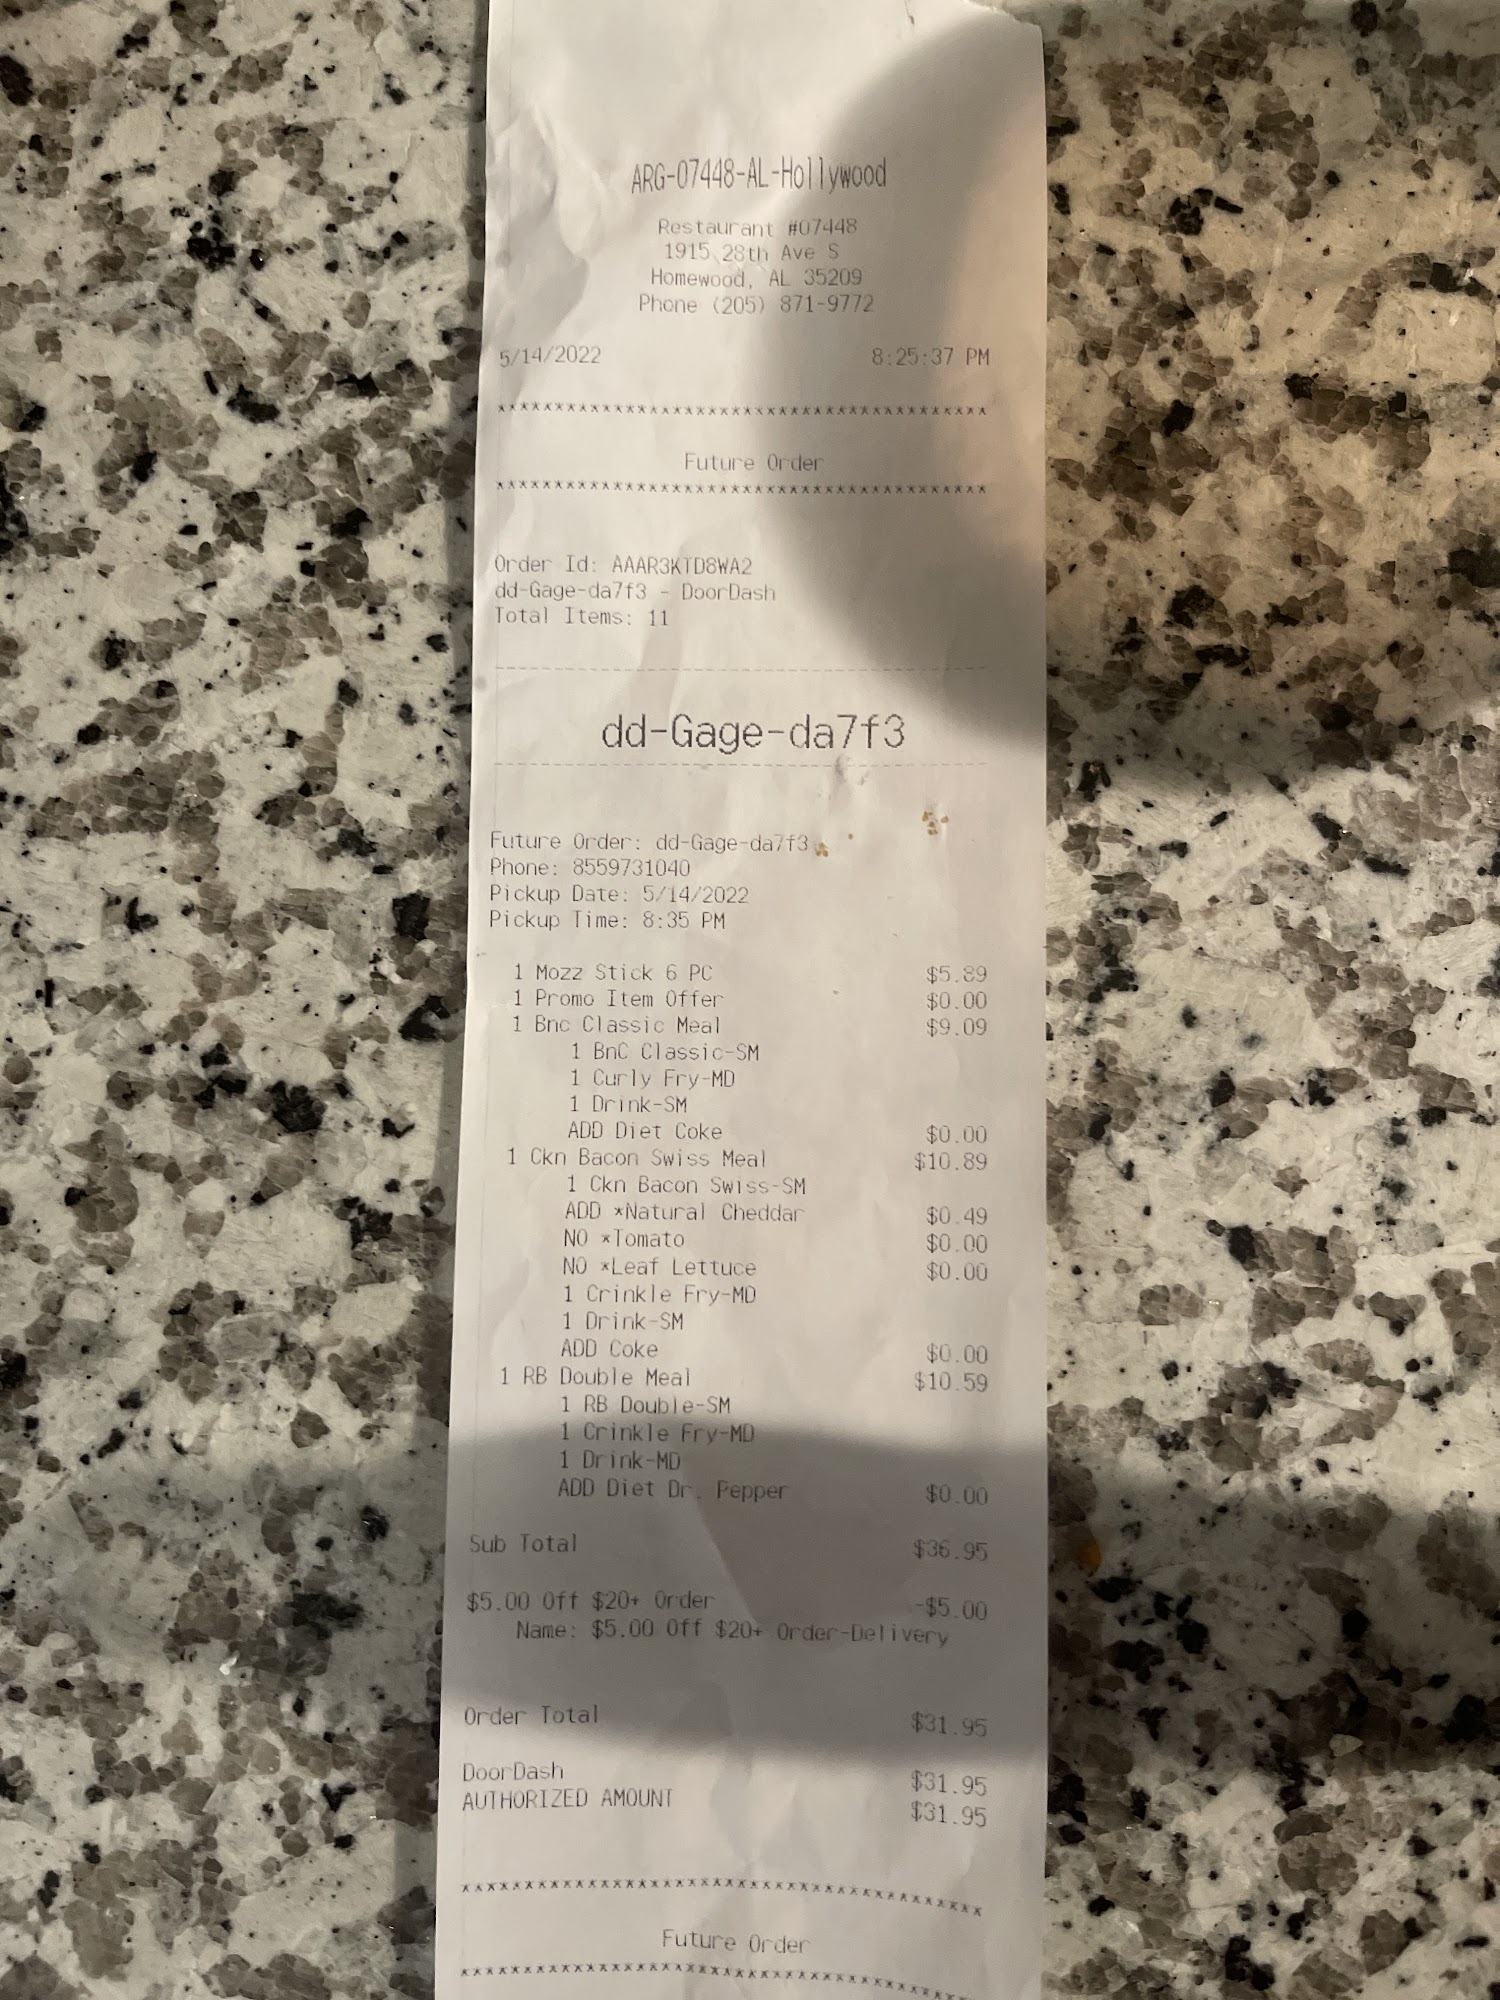 ARG-07448-AL-Hollywood
Restaurant #07448
1915 28th Ave S
Homewood, AL 35209
Phone (205) 871-9772
5/14/2022 8:25:37 PM
******************************************
Future Order
******************************************
Order Id: AAAR3KTD8WA2
dd-Gage-da7f3 - DoorDash
Total Items: 11
dd-Gage-da7f3
Future Order: dd-Gage-da7f3
Phone: 8559731040
Pickup Date: 5/14/2022
Pickup Time: 8:35 PM
1 Mozz Stick 6 PC $5.89
1 Promo Item Offer $0.00
1 Bnc Classic Meal $9.09
1 BnC Classic-SM
1 Curly Fry-MD
1 Drink-SM
ADD Diet Coke $0.00
1 Ckn Bacon Swiss Meal $10.89
1 Ckn Bacon Swiss-SM
ADD *Natural Cheddar $0.49
NO *Tomato $0.00
NO *Leaf Lettuce $0.00
1 Crinkle Fry-MD
1 Drink-SM
ADD Coke $0.00
1 RB Double Meal $10.59
1 RB Double-SM
1 Crinkle Fry-MD
1 Drink-MD
ADD Diet Dr. Pepper $0.00
Sub Total $36.95
$5.00 Off $20+ Order -$5.00
Name: $5.00 Off $20+ Order-Delivery
Order Total $31.95
DoorDash $31.95
AUTHORIZED AMOUNT $31.95
******************************************
Future Order
******************************************